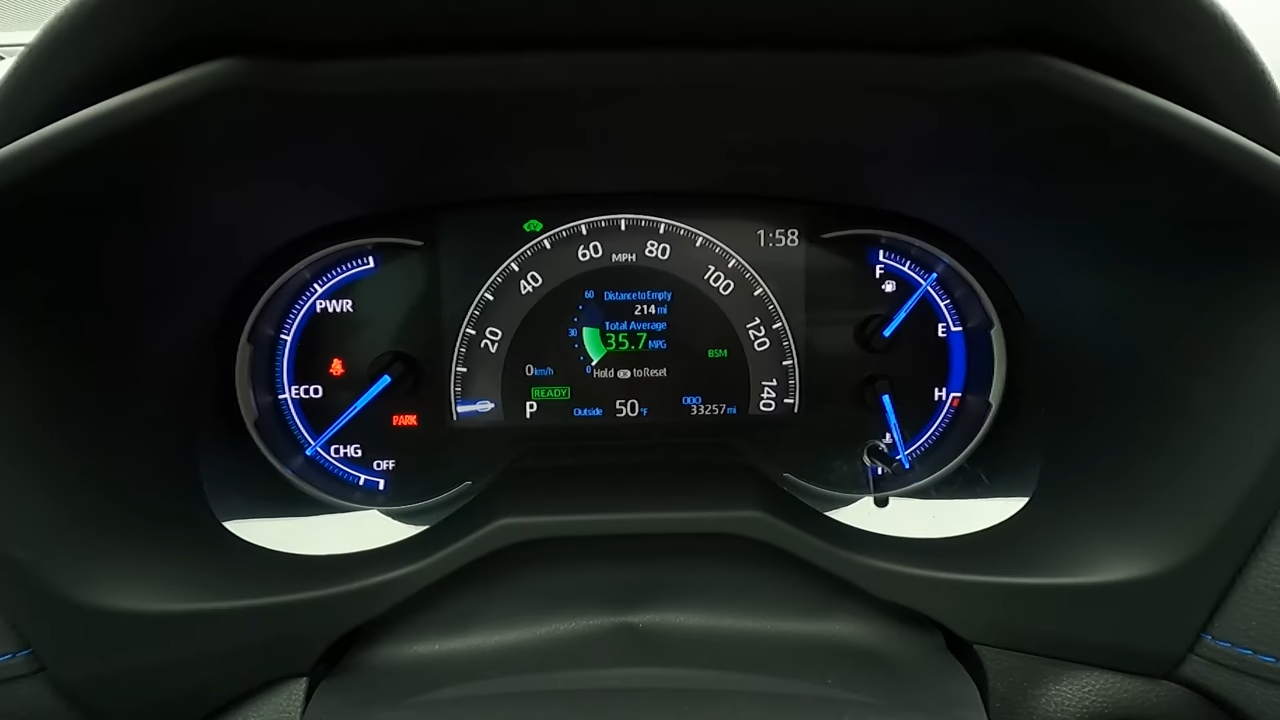 EV
1:58
60 MPH 80
40 100
20 120
140
60
30
0
Distance to Empty
214 mi
Total Average
35.7 MPG
Hold OK to Reset
0 km/h
BSM
READY
P
Outside 50°F
ODO
33257 mi
PWR
ECO
CHG
OFF
PARK
F
E
H